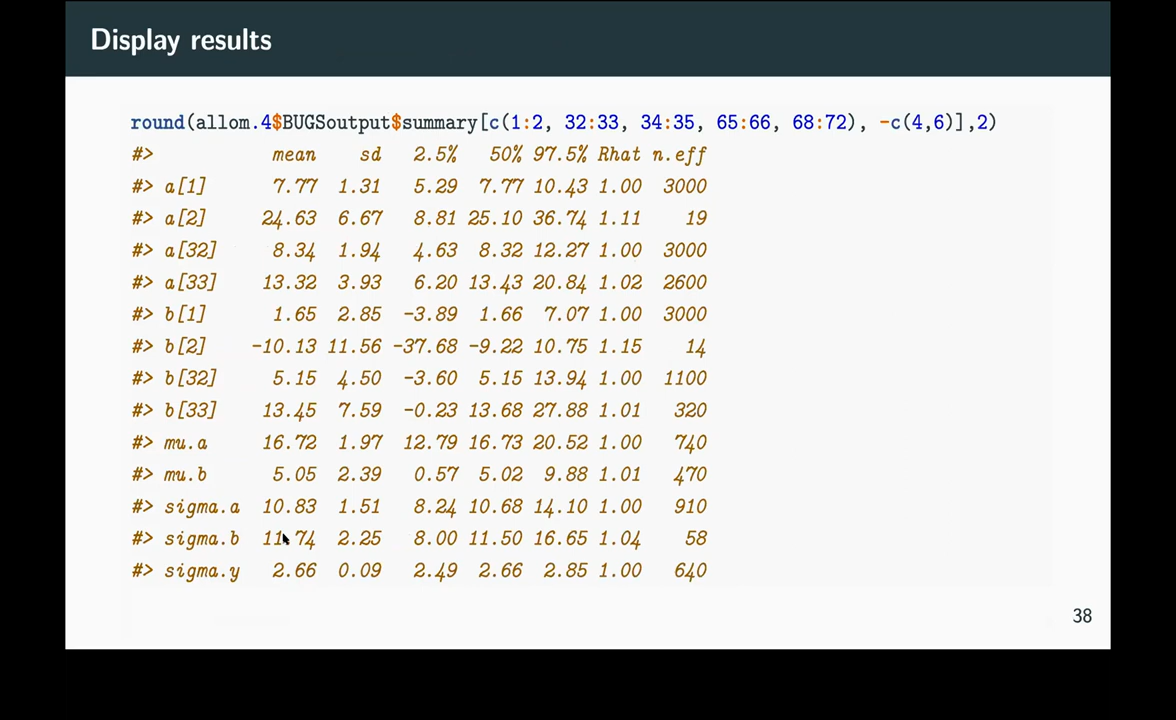 Display results
round(allom.4$BUGSoutput$summary[c(1:2, 32:33, 34:35, 65:66, 68:72), -c(4,6)],2)
#> mean sd 2.5% 50% 97.5% Rhat n.eff
#> a[1] 7.77 1.31 5.29 7.77 10.43 1.00 3000
#> a[2] 24.63 6.67 8.81 25.10 36.74 1.11 19
#> a[32] 8.34 1.94 4.63 8.32 12.27 1.00 3000
#> a[33] 13.32 3.93 6.20 13.43 20.84 1.02 2600
#> b[1] 1.65 2.85 -3.89 1.66 7.07 1.00 3000
#> b[2] -10.13 11.56 -37.68 -9.22 10.75 1.15 14
#> b[32] 5.15 4.50 -3.60 5.15 13.94 1.00 1100
#> b[33] 13.45 7.59 -0.23 13.68 27.88 1.01 320
#> mu.a 16.72 1.97 12.79 16.73 20.52 1.00 740
#> mu.b 5.05 2.39 0.57 5.02 9.88 1.01 470
#> sigma.a 10.83 1.51 8.24 10.68 14.10 1.00 910
#> sigma.b 11.74 2.25 8.00 11.50 16.65 1.04 58
#> sigma.y 2.66 0.09 2.49 2.66 2.85 1.00 640
38